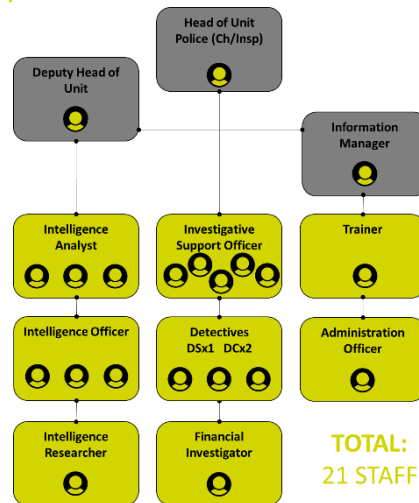 Head of Unit
Police (Ch/Insp)
Deputy Head of
Unit
Information
Manager
Intelligence
Analyst
Investigative
Support Officer
Trainer
Intelligence Officer
Detectives
DSx1 DCx2
Administration
Officer
Intelligence
Researcher
Financial
Investigator
TOTAL:
21 STAFF